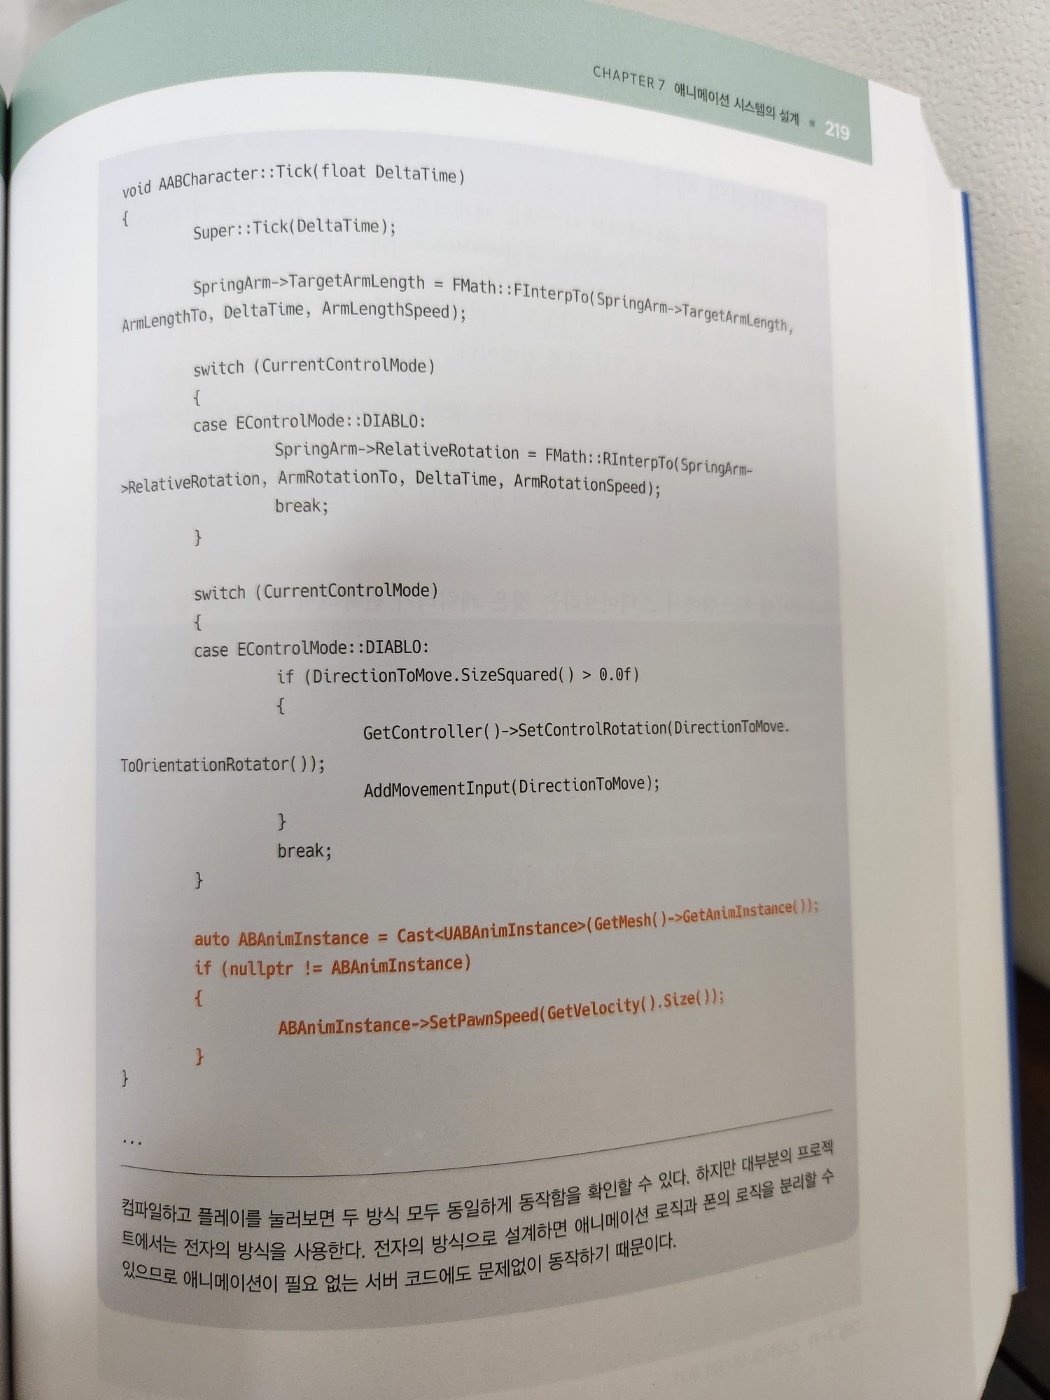 CHAPTER 7 애니메이션 시스템의 설계 ■ 219
void AABCharacter::Tick(float DeltaTime)
{
Super::Tick(DeltaTime);
SpringArm->TargetArmLength = FMath::FInterpTo(SpringArm->TargetArmLength,
ArmLengthTo, DeltaTime, ArmLengthSpeed);
switch (CurrentControlMode)
{
case EControlMode::DIABLO:
SpringArm->RelativeRotation = FMath::RInterpTo(SpringArm-
>RelativeRotation, ArmRotationTo, DeltaTime, ArmRotationSpeed);
break;
}
switch (CurrentControlMode)
{
case EControlMode::DIABLO:
if (DirectionToMove.SizeSquared() > 0.0f)
{
GetController()->SetControlRotation(DirectionToMove.
ToOrientationRotator());
AddMovementInput(DirectionToMove);
}
break;
}
auto ABAnimInstance = Cast<UABAnimInstance>(GetMesh()->GetAnimInstance());
if (nullptr != ABAnimInstance)
{
ABAnimInstance->SetPawnSpeed(GetVelocity().Size());
}
}
...
컴파일하고 플레이를 눌러보면 두 방식 모두 동일하게 동작함을 확인할 수 있다. 하지만 대부분의 프로젝
트에서는 전자의 방식을 사용한다. 전자의 방식으로 설계하면 애니메이션 로직과 폰의 로직을 분리할 수
있으므로 애니메이션이 필요 없는 서버 코드에도 문제없이 동작하기 때문이다.